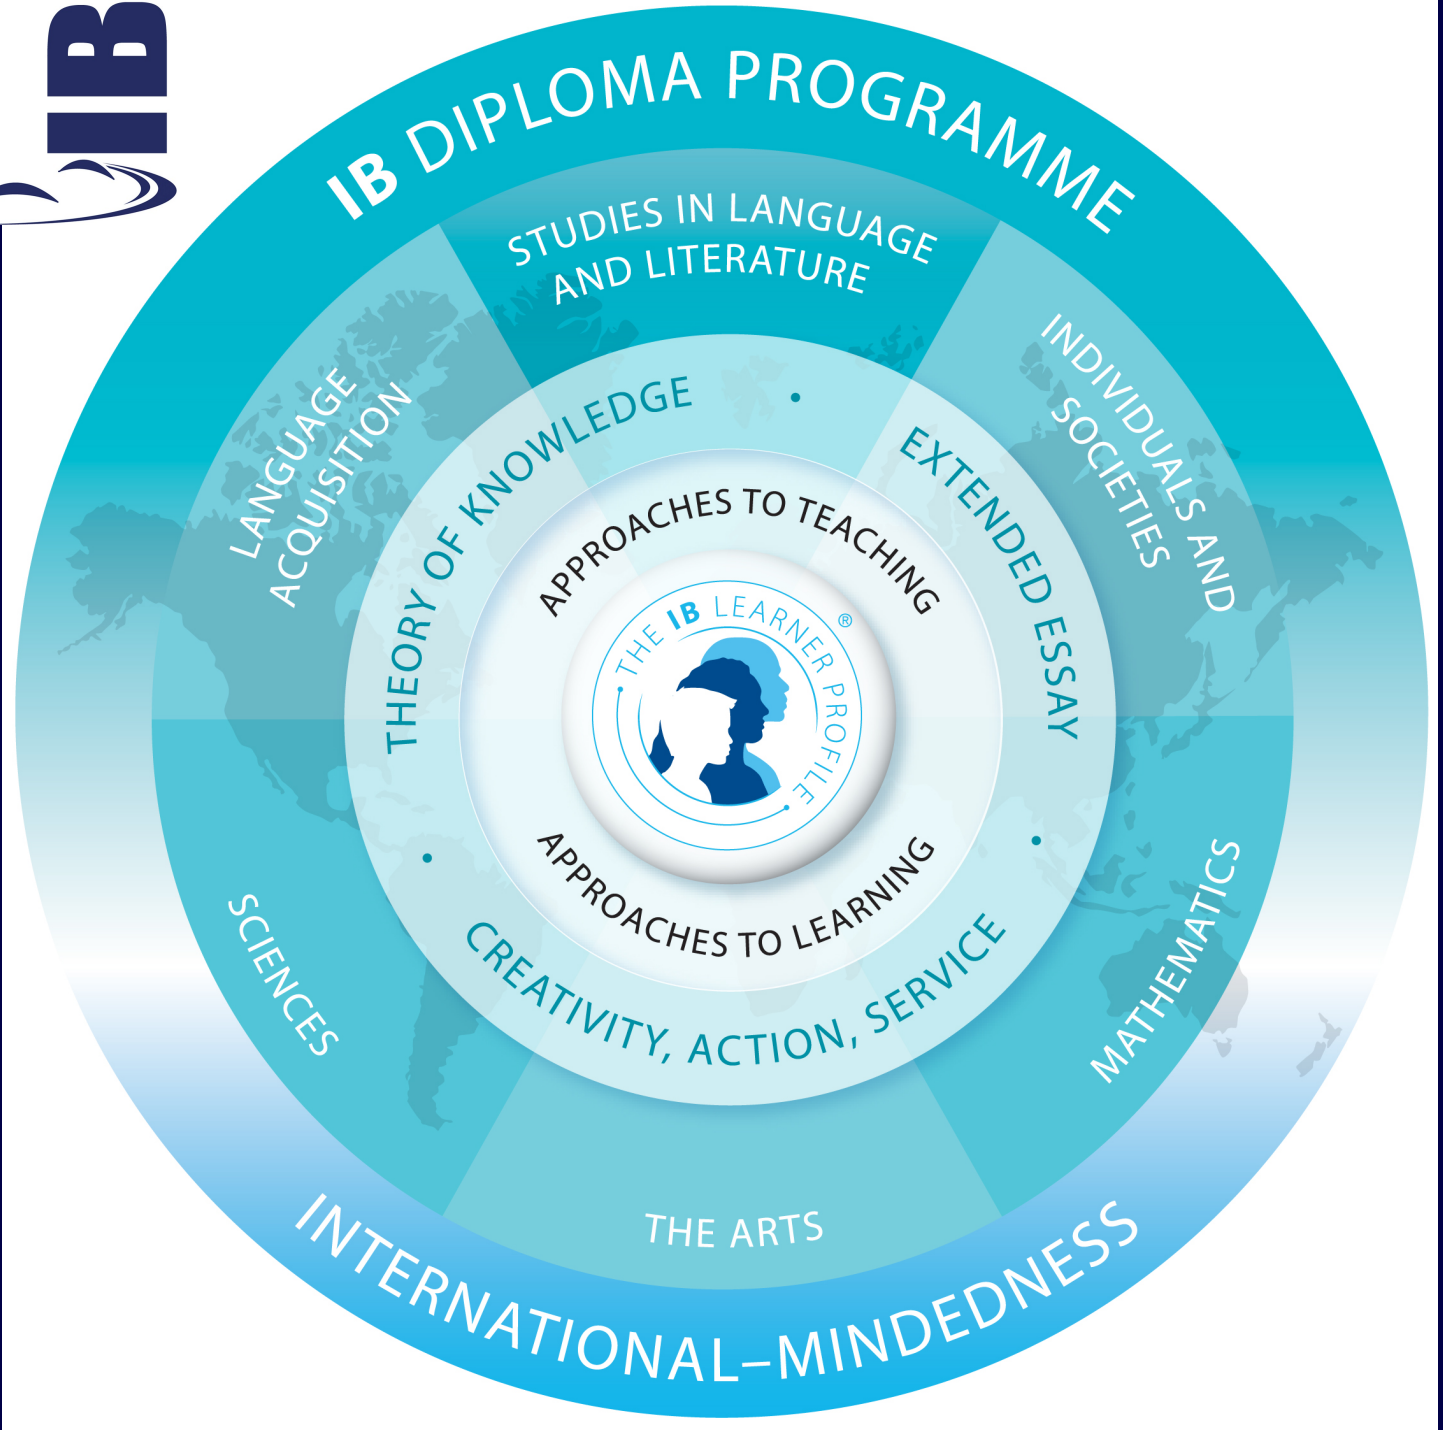 IB
IB DIPLOMA PROGRAMME
STUDIES IN LANGUAGE
AND LITERATURE
LANGUAGE
ACQUISITION
INDIVIDUALS AND
SOCIETIES
THEORY OF KNOWLEDGE
EXTENDED ESSAY
APPROACHES TO TEACHING
THE IB LEARNER PROFILE ®
APPROACHES TO LEARNING
CREATIVITY, ACTION, SERVICE
SCIENCES
MATHEMATICS
THE ARTS
INTERNATIONAL–MINDEDNESS